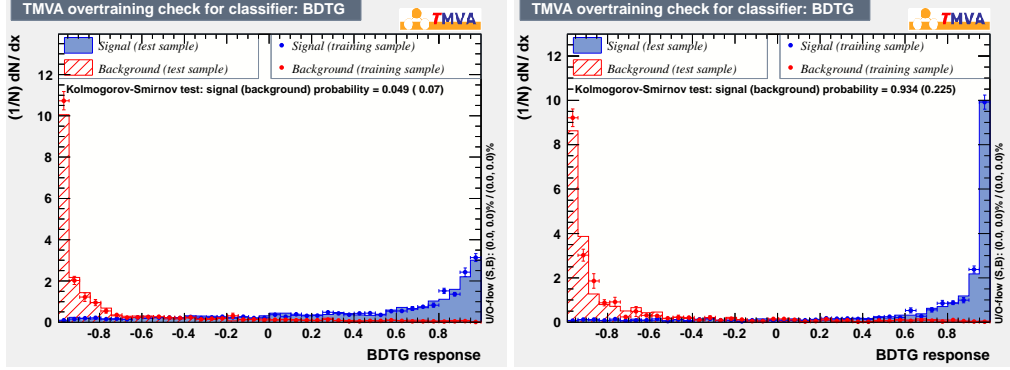 TMVA overtraining check for classifier: BDTG
TMVA
Signal (test sample)
Background (test sample)
Signal (training sample)
Background (training sample)
Kolmogorov-Smirnov test: signal (background) probability = 0.049 ( 0.07)
(1/N) dN / dx
12
10
8
6
4
2
0
-0.8 -0.6 -0.4 -0.2 0 0.2 0.4 0.6 0.8
BDTG response
U/O-flow (S,B): (0.0, 0.0)% / (0.0, 0.0)%
TMVA overtraining check for classifier: BDTG
TMVA
Signal (test sample)
Background (test sample)
Signal (training sample)
Background (training sample)
Kolmogorov-Smirnov test: signal (background) probability = 0.934 (0.225)
(1/N) dN / dx
12
10
8
6
4
2
0
-0.8 -0.6 -0.4 -0.2 0 0.2 0.4 0.6 0.8
BDTG response
U/O-flow (S,B): (0.0, 0.0)% / (0.0, 0.0)%